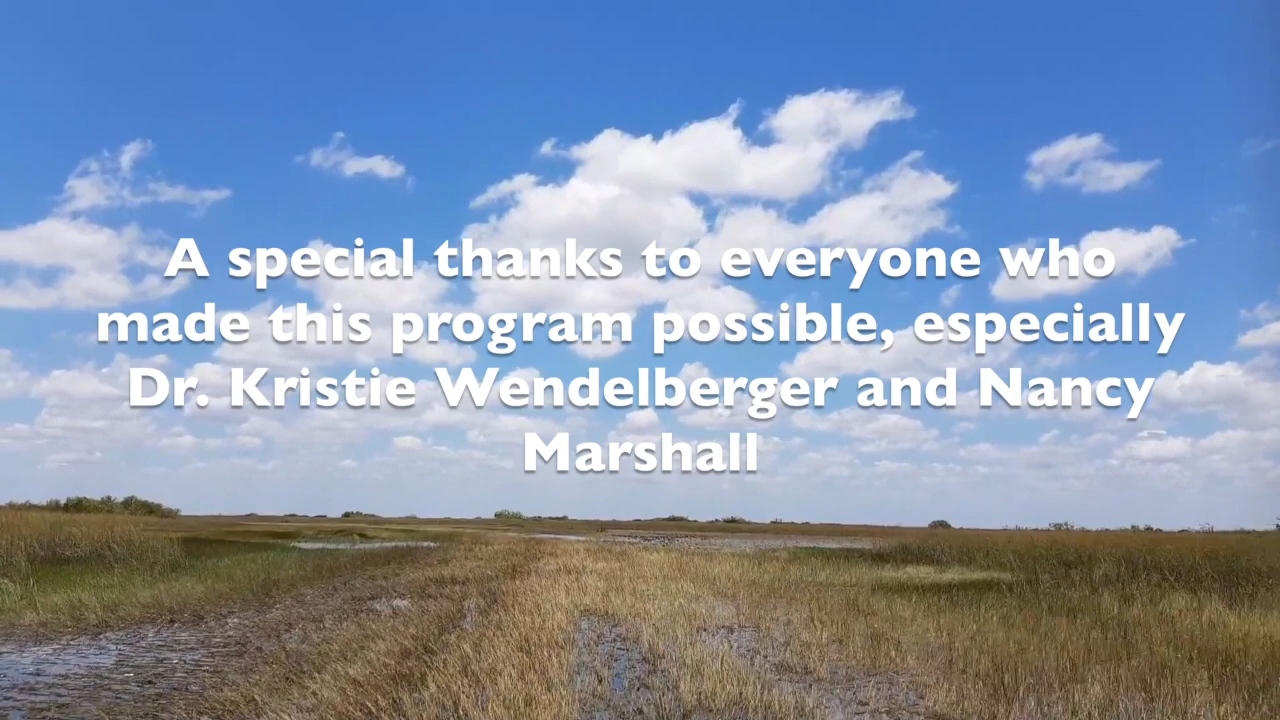 A special thanks to everyone who
made this program possible, especially
Dr. Kristie Wendelberger and Nancy
Marshall